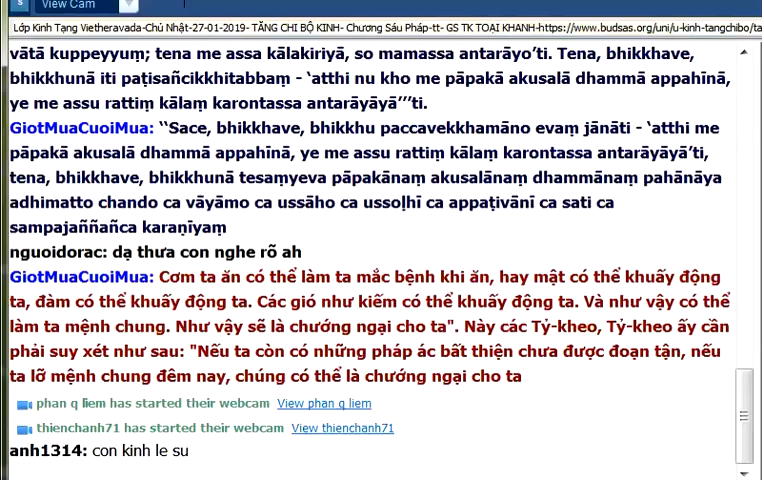 View Cam
Lớp Kinh Tạng Vietheravada-Chủ Nhật-27-01-2019- TĂNG CHI BỘ KINH- Chương Sáu Pháp-tt- GS TK TOẠI KHANH-https://www.budsas.org/uni/u-kinh-tangchibo/ta
vātā kuppeyyuṃ; tena me assa kālakiriyā, so mamassa antarāyo’ti. Tena, bhikkhave,
bhikkhunā iti paṭisañcikkhitabbaṃ - ‘atthi nu kho me pāpakā akusalā dhammā appahīnā,
ye me assu rattiṃ kālaṃ karontassa antarāyāyā’’’ti.
GiotMuaCuoiMua: ‘‘Sace, bhikkhave, bhikkhu paccavekkhamāno evaṃ jānāti - ‘atthi me
pāpakā akusalā dhammā appahīnā, ye me assu rattiṃ kālaṃ karontassa antarāyāyā’ti,
tena, bhikkhave, bhikkhunā tesaṃyeva pāpakānaṃ akusalānaṃ dhammānaṃ pahānāya
adhimatto chando ca vāyāmo ca ussāho ca ussoḷhī ca appaṭivānī ca sati ca
sampajaññañca karaṇīyaṃ
nguoidorac: dạ thưa con nghe rõ ah
GiotMuaCuoiMua: Cơm ta ăn có thể làm ta mắc bệnh khi ăn, hay mật có thể khuấy động
ta, đàm có thể khuấy động ta. Các gió như kiếm có thể khuấy động ta. Và như vậy có thể
làm ta mệnh chung. Như vậy sẽ là chướng ngại cho ta". Này các Tỷ-kheo, Tỷ-kheo ấy cần
phải suy xét như sau: "Nếu ta còn có những pháp ác bất thiện chưa được đoạn tận, nếu
ta lỡ mệnh chung đêm nay, chúng có thể là chướng ngại cho ta
phan q liem has started their webcam View phan q liem
thienchanh71 has started their webcam View thienchanh71
anh1314: con kinh le su